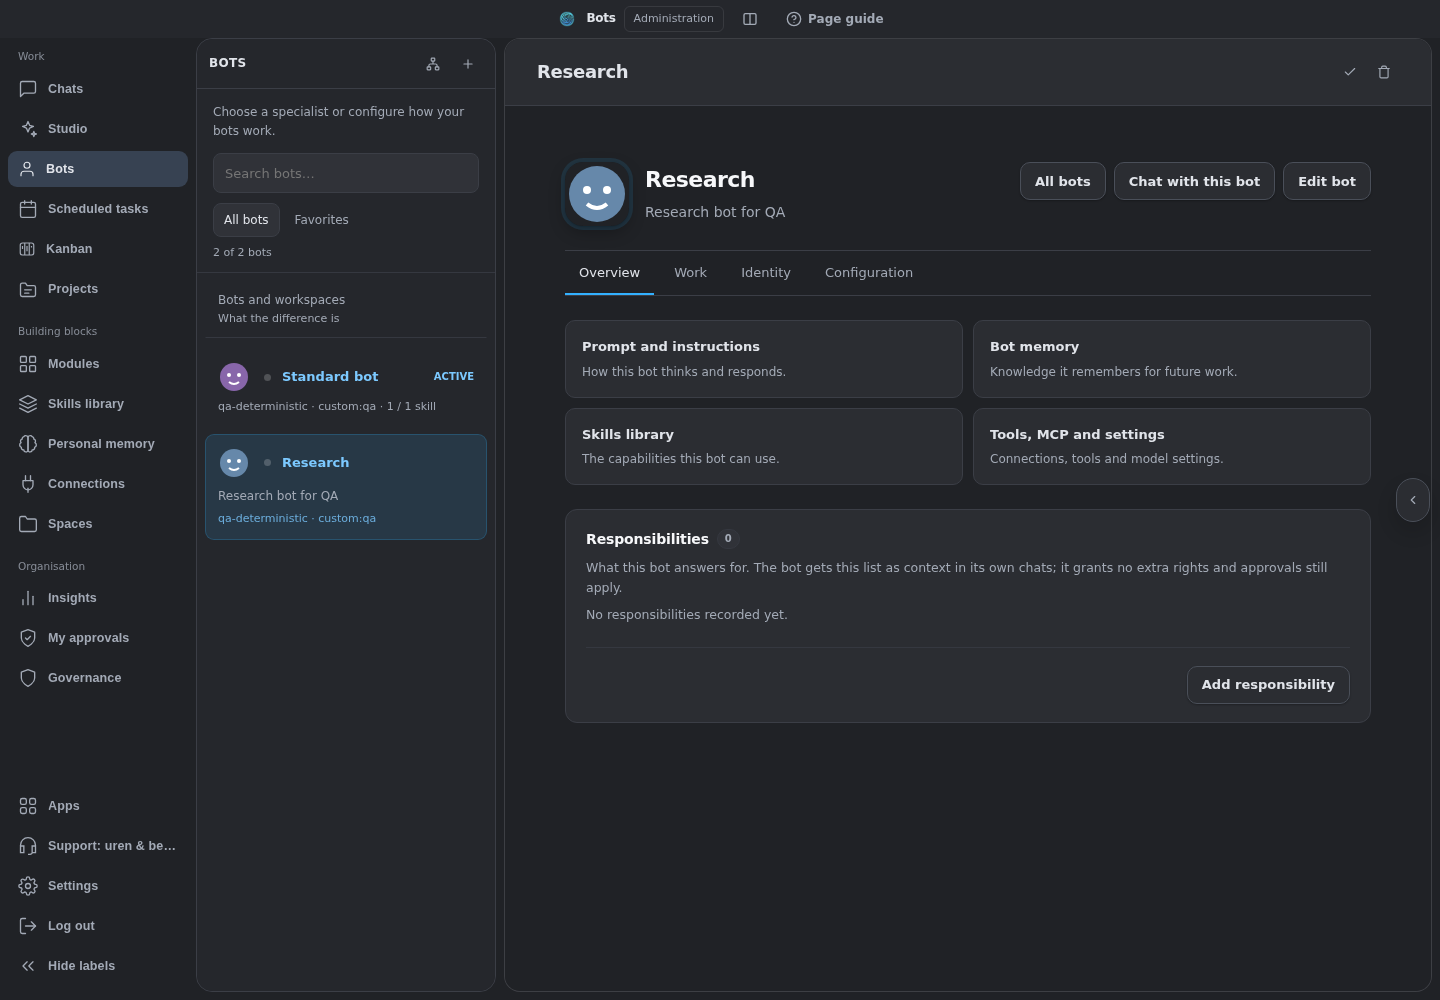 Bots
Administration
Page guide
Work
Chats
Studio
Bots
Scheduled tasks
Kanban
Projects
Building blocks
Modules
Skills library
Personal memory
Connections
Spaces
Organisation
Insights
My approvals
Governance
Apps
Support: uren & be…
Settings
Log out
Hide labels
BOTS
Choose a specialist or configure how your
bots work.
Search bots…
All bots
Favorites
2 of 2 bots
Bots and workspaces
What the difference is
Standard bot
ACTIVE
qa-deterministic · custom:qa · 1 / 1 skill
Research
Research bot for QA
qa-deterministic · custom:qa
Research
Research
Research bot for QA
All bots
Chat with this bot
Edit bot
Overview
Work
Identity
Configuration
Prompt and instructions
How this bot thinks and responds.
Bot memory
Knowledge it remembers for future work.
Skills library
The capabilities this bot can use.
Tools, MCP and settings
Connections, tools and model settings.
Responsibilities 0
What this bot answers for. The bot gets this list as context in its own chats; it grants no extra rights and approvals still
apply.
No responsibilities recorded yet.
Add responsibility